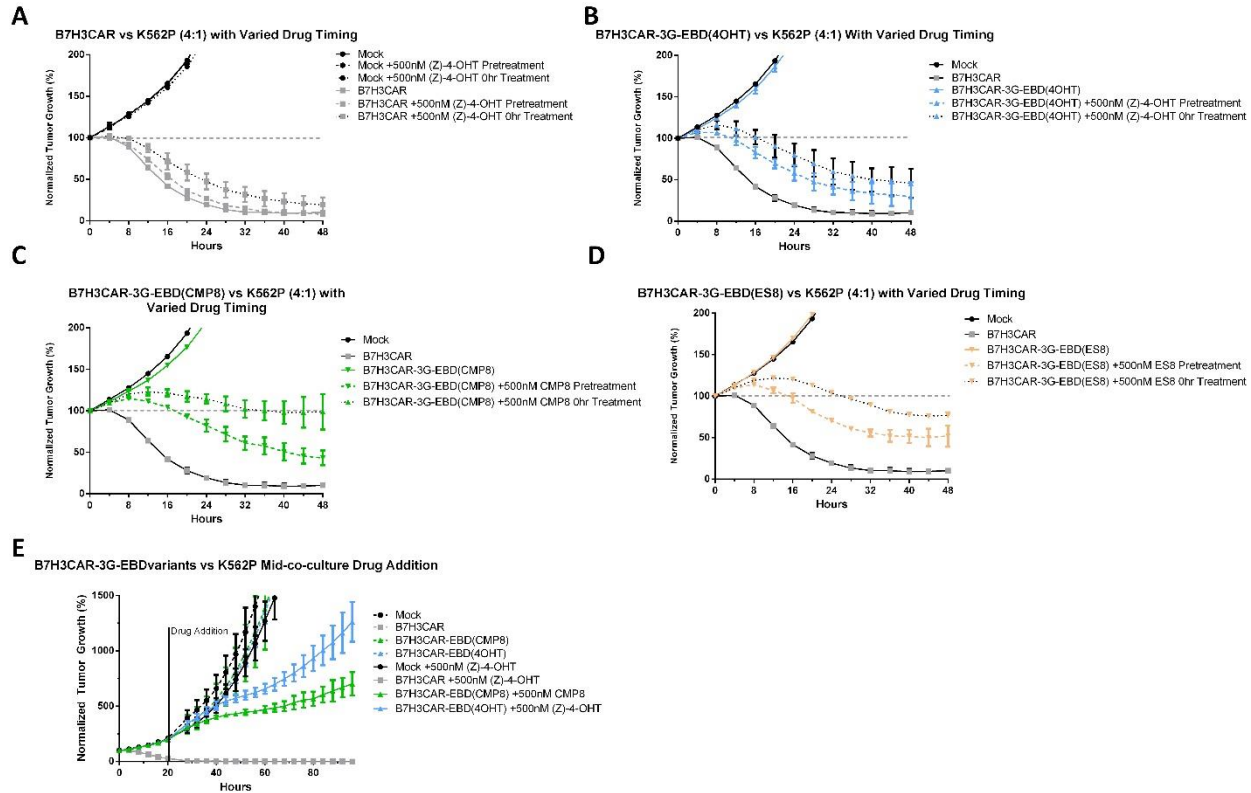 A
B7H3CAR vs K562P (4:1) with Varied Drug Timing
Normalized Tumor Growth (%)
200
150
100
50
0
0 8 16 24 32 40 48
Hours
Mock
Mock +500nM (Z)-4-OHT Pretreatment
Mock +500nM (Z)-4-OHT 0hr Treatment
B7H3CAR
B7H3CAR +500nM (Z)-4-OHT Pretreatment
B7H3CAR +500nM (Z)-4-OHT 0hr Treatment
B
B7H3CAR-3G-EBD(4OHT) vs K562P (4:1) With Varied Drug Timing
Normalized Tumor Growth (%)
200
150
100
50
0
0 8 16 24 32 40 48
Hours
Mock
B7H3CAR
B7H3CAR-3G-EBD(4OHT)
B7H3CAR-3G-EBD(4OHT) +500nM (Z)-4-OHT Pretreatment
B7H3CAR-3G-EBD(4OHT) +500nM (Z)-4-OHT 0hr Treatment
C
B7H3CAR-3G-EBD(CMP8) vs K562P (4:1) with
Varied Drug Timing
Normalized Tumor Growth (%)
200
150
100
50
0
0 8 16 24 32 40 48
Hours
Mock
B7H3CAR
B7H3CAR-3G-EBD(CMP8)
B7H3CAR-3G-EBD(CMP8) +500nM CMP8 Pretreatment
B7H3CAR-3G-EBD(CMP8) +500nM CMP8 0hr Treatment
D
B7H3CAR-3G-EBD(ES8) vs K562P (4:1) with Varied Drug Timing
Normalized Tumor Growth (%)
200
150
100
50
0
0 8 16 24 32 40 48
Hours
Mock
B7H3CAR
B7H3CAR-3G-EBD(ES8)
B7H3CAR-3G-EBD(ES8) +500nM ES8 Pretreatment
B7H3CAR-3G-EBD(ES8) +500nM ES8 0hr Treatment
E
B7H3CAR-3G-EBDvariants vs K562P Mid-co-culture Drug Addition
Normalized Tumor Growth (%)
1500
1000
500
0
Drug Addition
0 20 40 60 80
Hours
Mock
B7H3CAR
B7H3CAR-EBD(CMP8)
B7H3CAR-EBD(4OHT)
Mock +500nM (Z)-4-OHT
B7H3CAR +500nM (Z)-4-OHT
B7H3CAR-EBD(CMP8) +500nM CMP8
B7H3CAR-EBD(4OHT) +500nM (Z)-4-OHT